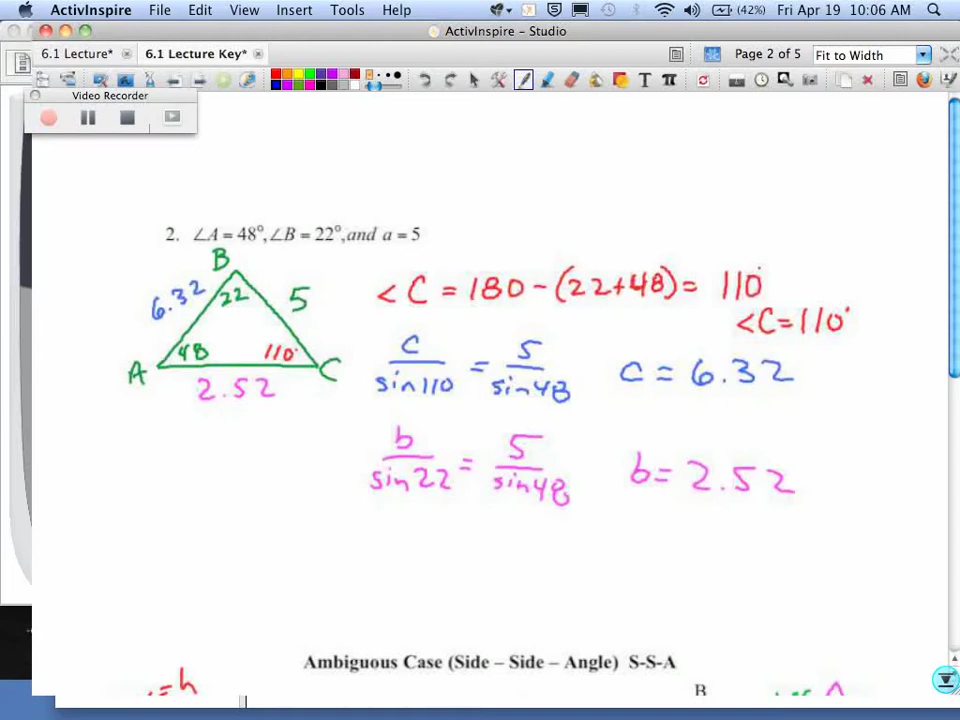 ActivInspire File Edit View Insert Tools Help (42%) Fri Apr 19 10:06 AM
ActivInspire - Studio
6.1 Lecture* 6.1 Lecture Key* Page 2 of 5 Fit to Width
Video Recorder
2. ∠A = 48°, ∠B = 22°, and a = 5
B
6.32 22 5
<C = 180 - (22+48) = 110°
<C = 110°
A 48 110° C
2.52
c/sin110 = 5/sin48 c = 6.32
b/sin22 = 5/sin48 b = 2.52
Ambiguous Case (Side – Side – Angle) S-S-A
= h
B